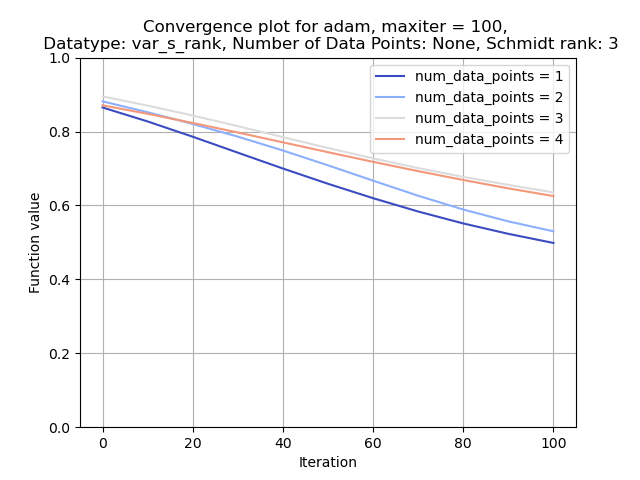 Convergence plot for adam, maxiter = 100,
Datatype: var_s_rank, Number of Data Points: None, Schmidt rank: 3
1.0
0.8
0.6
0.4
0.2
0.0
Function value
num_data_points = 1
num_data_points = 2
num_data_points = 3
num_data_points = 4
0 20 40 60 80 100
Iteration